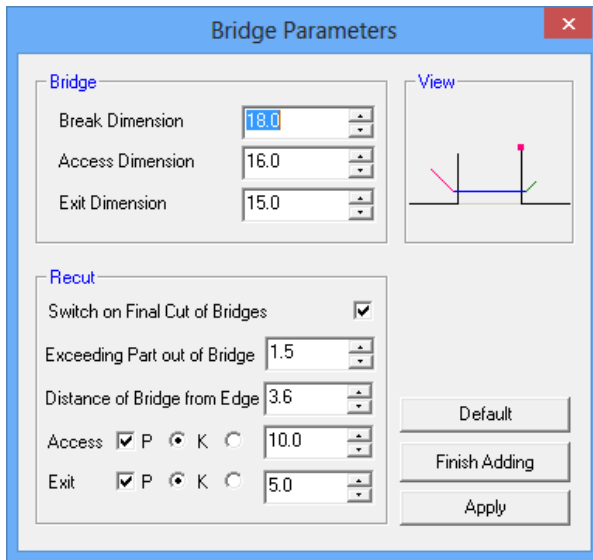 Bridge Parameters
Bridge
Break Dimension 18.0
Access Dimension 16.0
Exit Dimension 15.0
View
Recut
Switch on Final Cut of Bridges
Exceeding Part out of Bridge 1.5
Distance of Bridge from Edge 3.6
Access P K 10.0
Exit P K 5.0
Default
Finish Adding
Apply